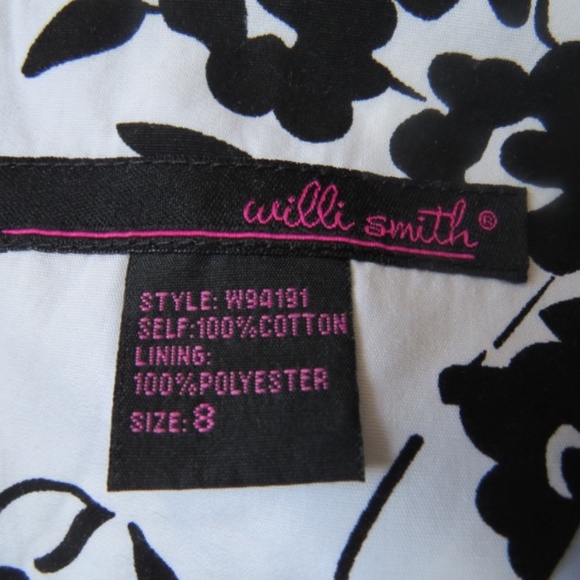 willi smith®
STYLE: W94191
SELF:100%COTTON
LINING:
100%POLYESTER
SIZE: 8